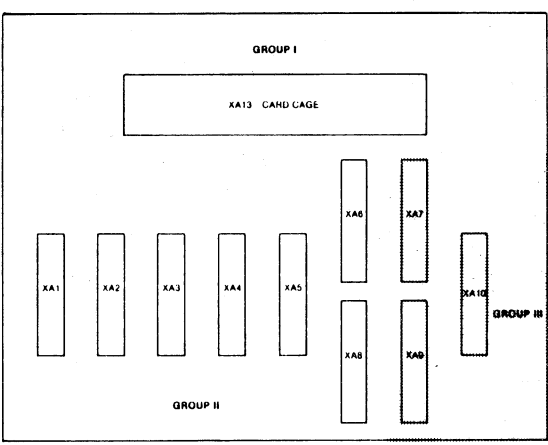 GROUP I
XA13 CARD CAGE
XA6
XA7
XA1
XA2
XA3
XA4
XA5
XA10
GROUP III
XA8
XA9
GROUP II